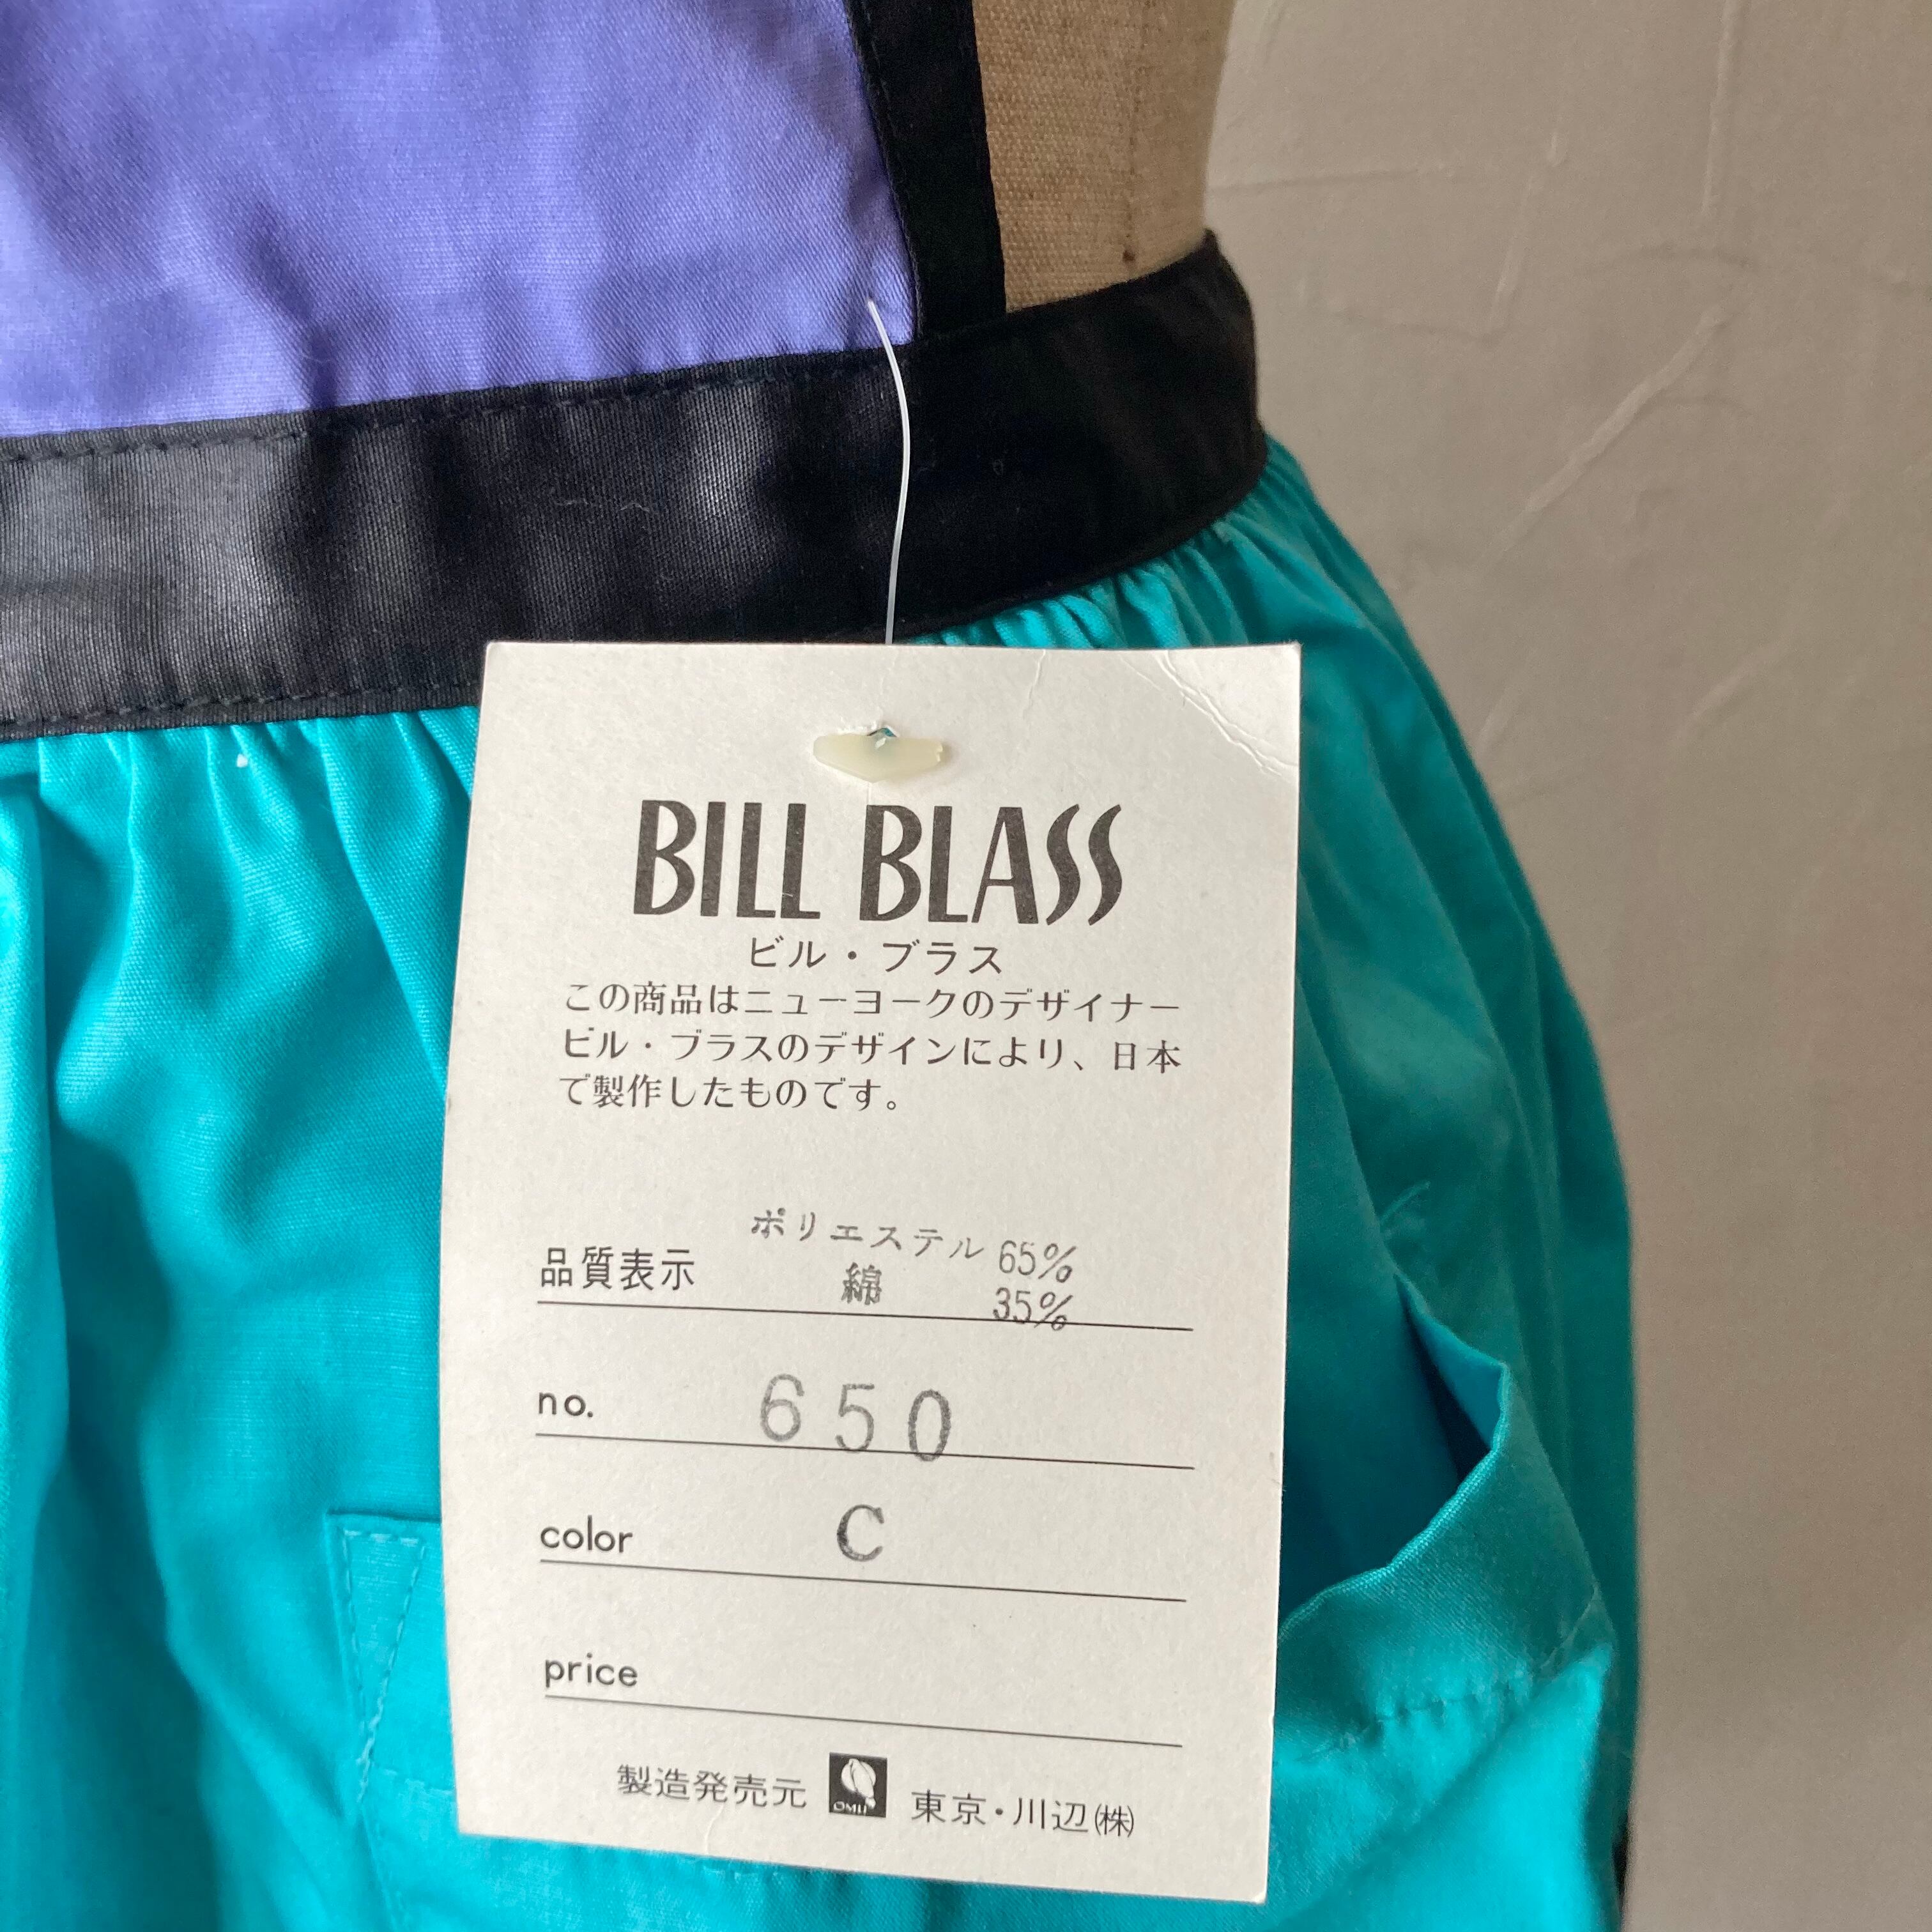 BILL BLASS
ビル・ブラス
この商品はニューヨークのデザイナー
ビル・ブラスのデザインにより、日本
で製作したものです。
品質表示 ポリエステル 65%
綿 35%
no. 650
color C
price
製造発売元 東京・川辺㈱